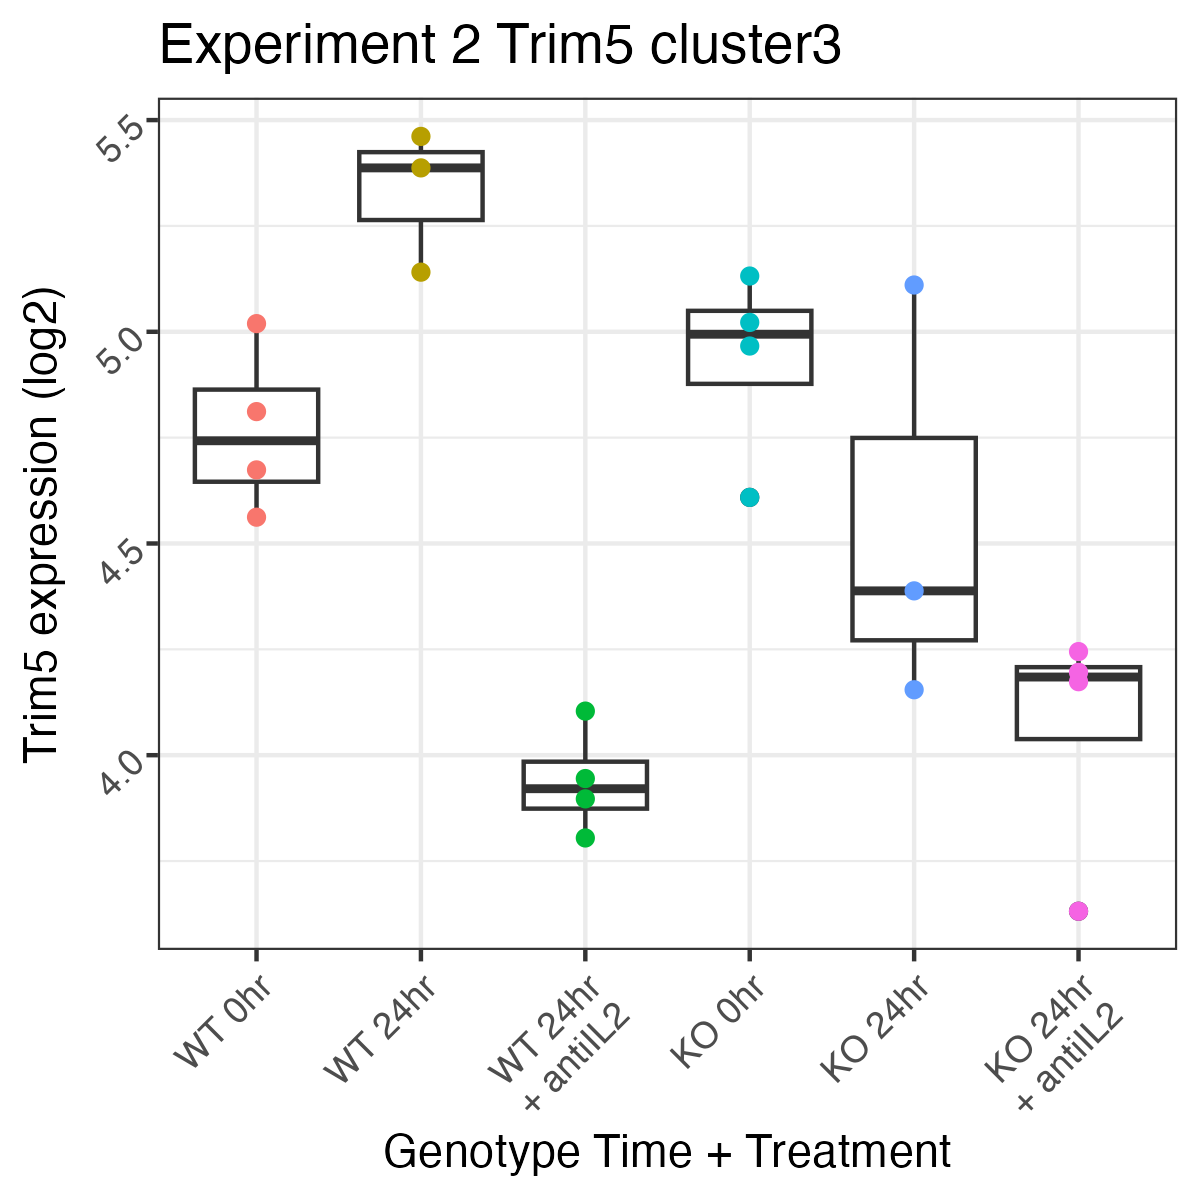 Experiment 2 Trim5 cluster3
Trim5 expression (log2)
5.5
5.0
4.5
4.0
WT 0hr
WT 24hr
WT 24hr
+ antiIL2
KO 0hr
KO 24hr
KO 24hr
+ antiIL2
Genotype Time + Treatment